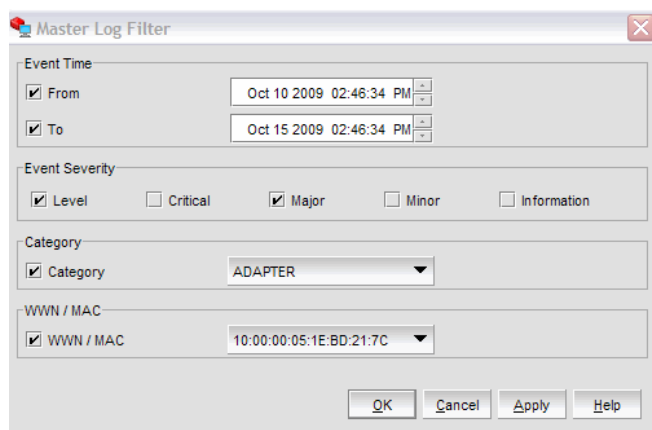 Master Log Filter
Event Time
From Oct 10 2009 02:46:34 PM
To Oct 15 2009 02:46:34 PM
Event Severity
Level Critical Major Minor Information
Category
Category ADAPTER
WWN / MAC
WWN / MAC 10:00:00:05:1E:BD:21:7C
OK Cancel Apply Help